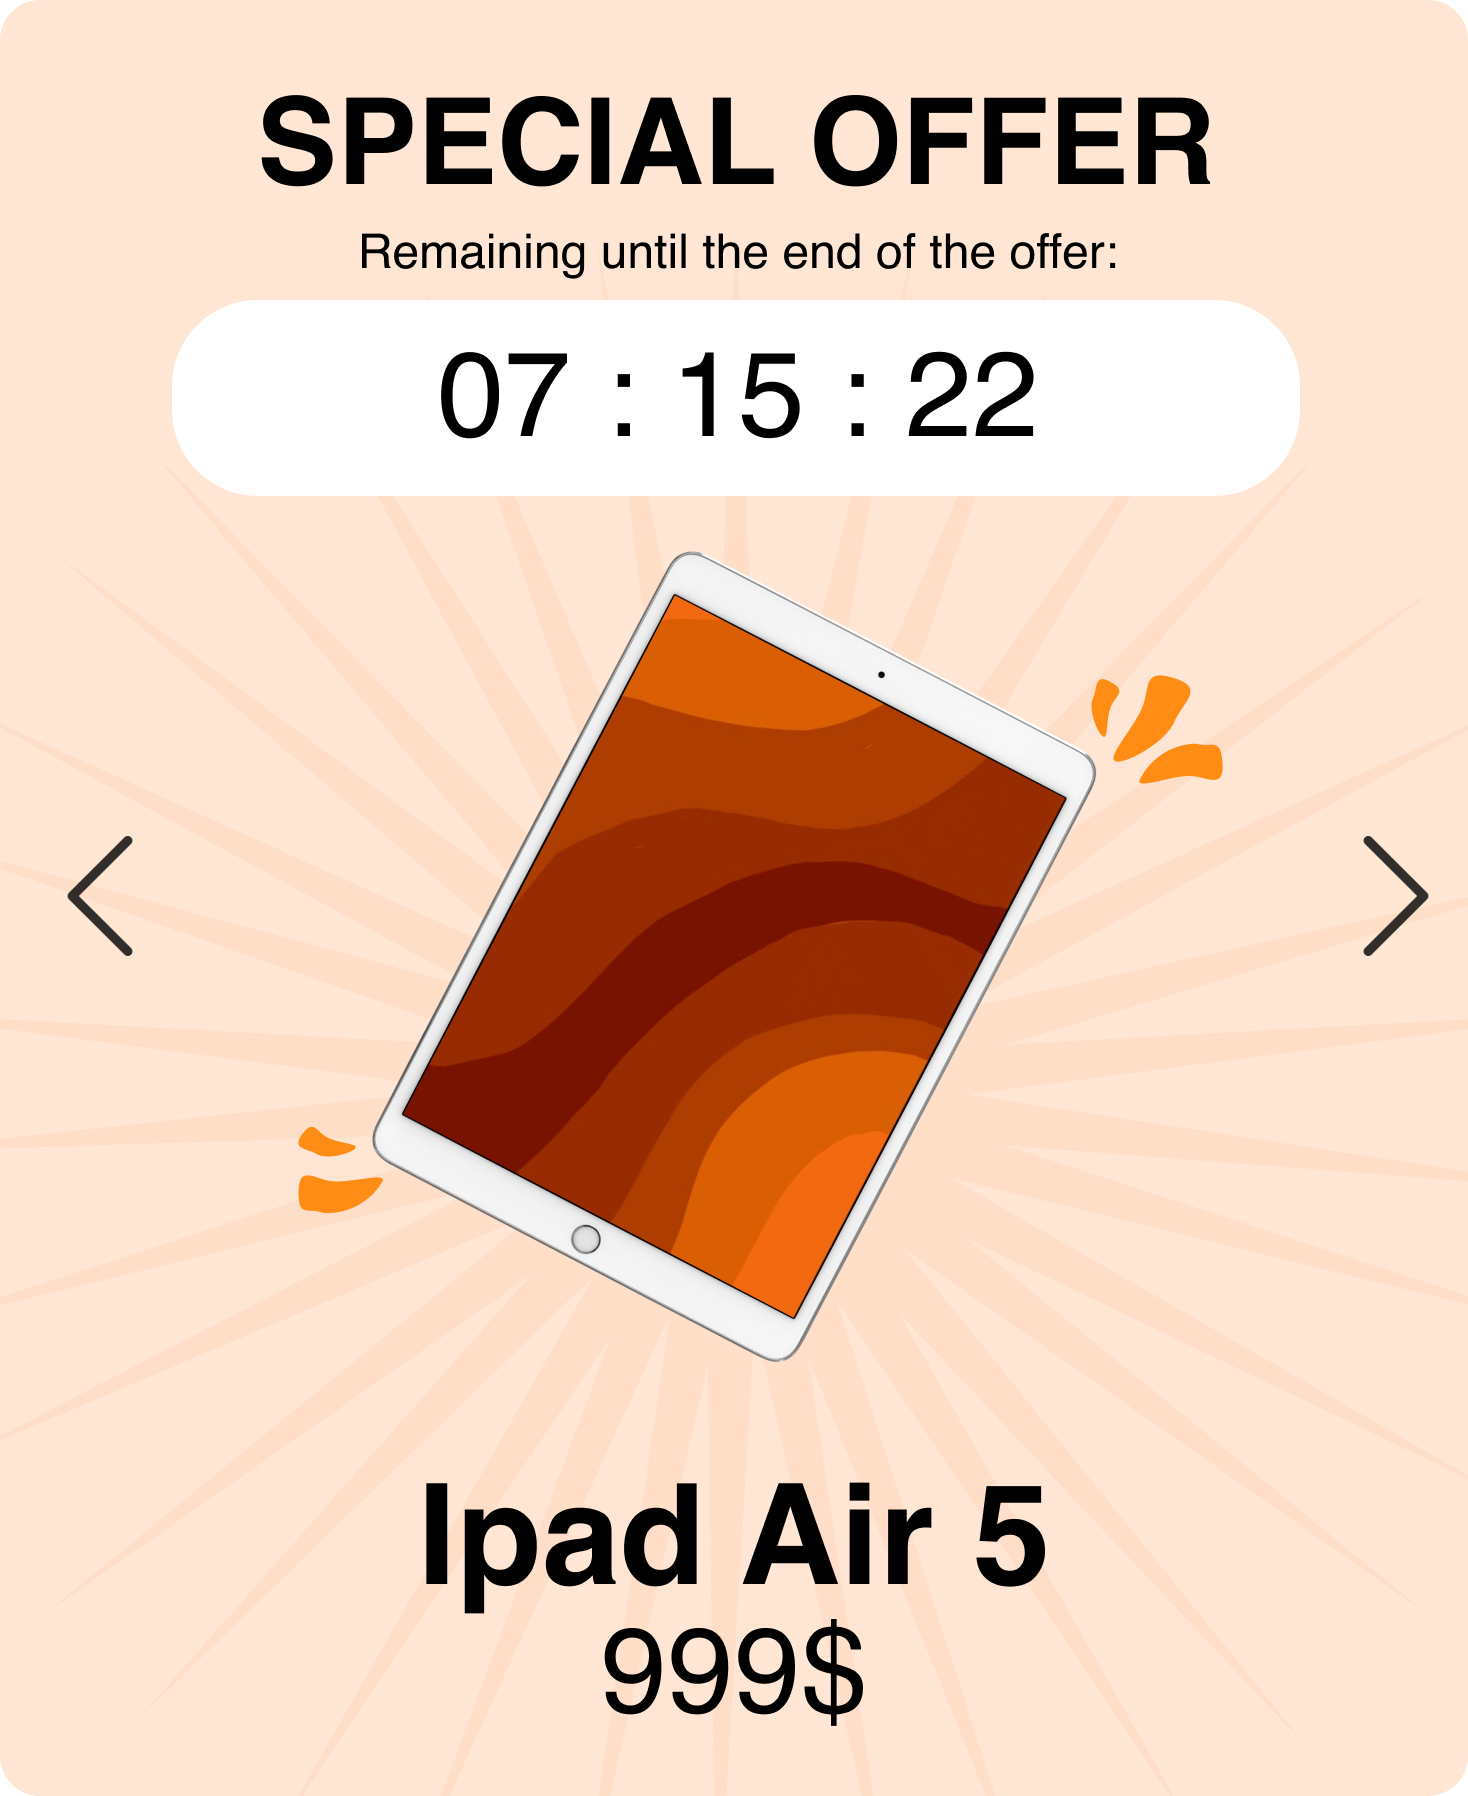 SPECIAL OFFER
Remaining until the end of the offer:
07 : 15 : 22
Ipad Air 5
999$